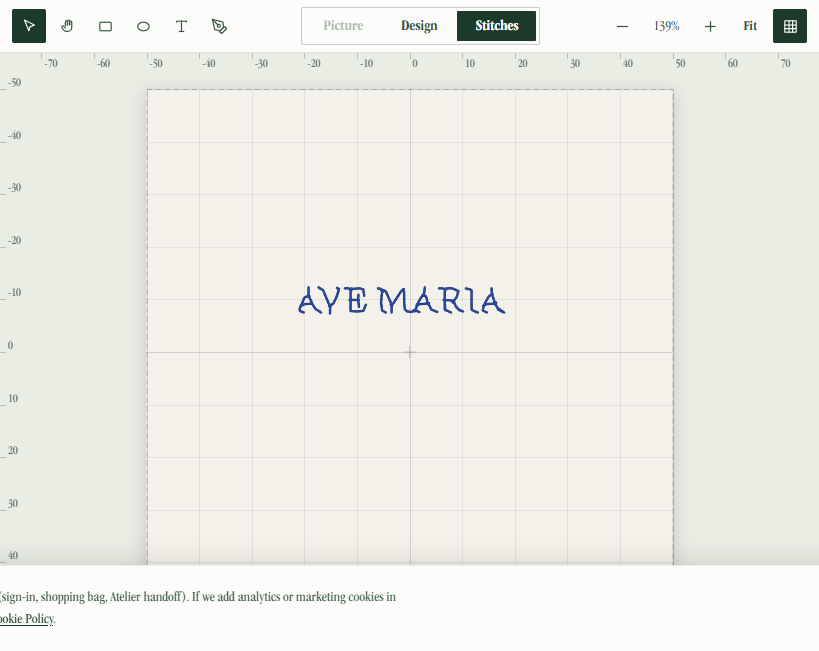 Picture Design Stitches 139% Fit
-70 -60 -50 -40 -30 -20 -10 0 10 20 30 40 50 60 70
-50
-40
-30
-20
-10
AVE MARIA
0
10
20
30
40
(sign-in, shopping bag, Atelier handoff). If we add analytics or marketing cookies in
ookie Policy.